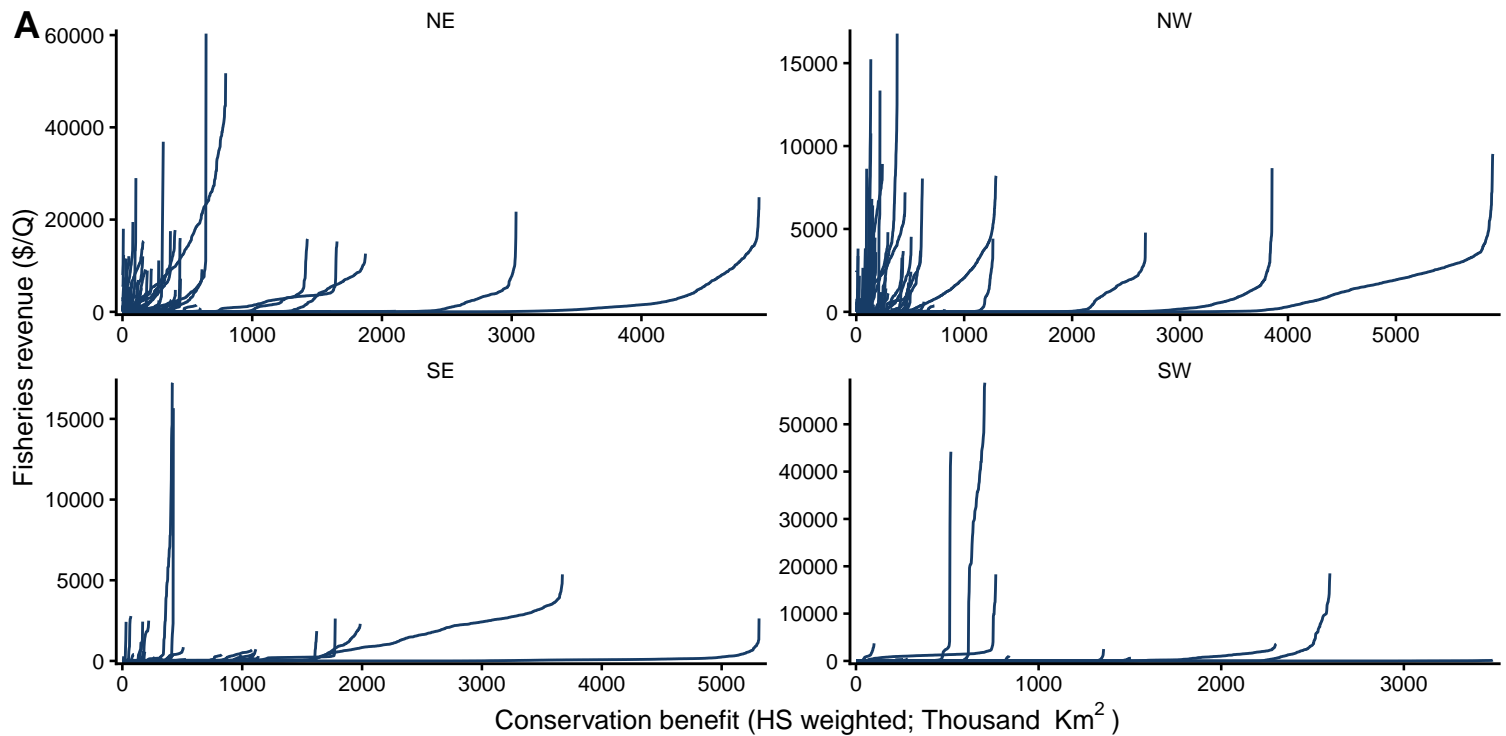 A
NE
NW
60000
40000
20000
0
0 1000 2000 3000 4000
15000
10000
5000
0
0 1000 2000 3000 4000 5000
SE
SW
15000
10000
5000
0
0 1000 2000 3000 4000 5000
50000
40000
30000
20000
10000
0
0 1000 2000 3000
Fisheries revenue ($/Q)
Conservation benefit (HS weighted; Thousand Km² )